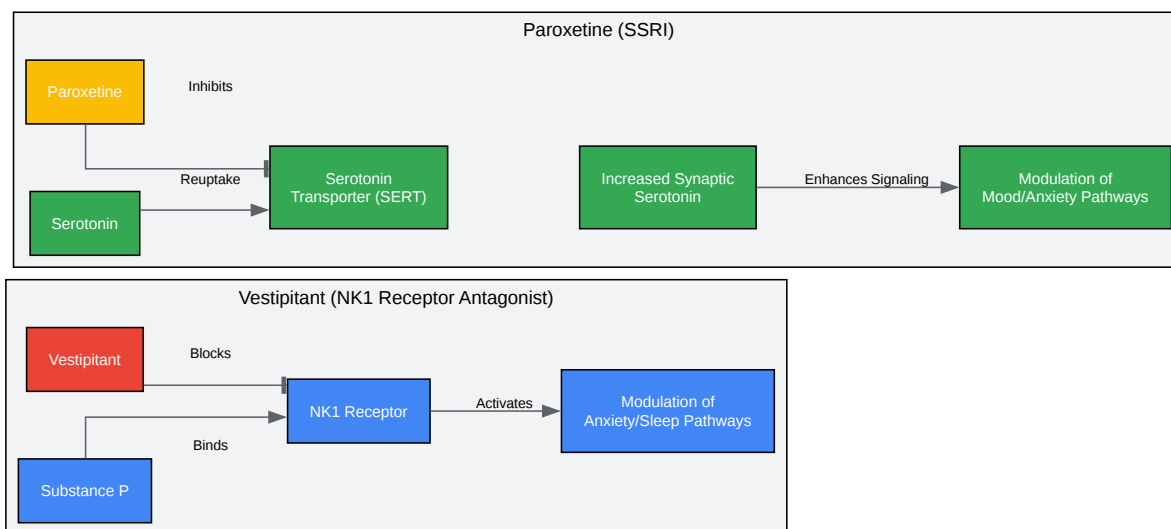 Paroxetine (SSRI)
Paroxetine
Inhibits
Reuptake
Serotonin
Transporter (SERT)
Serotonin
Increased Synaptic
Serotonin
Enhances Signaling
Modulation of
Mood/Anxiety Pathways
Vestipitant (NK1 Receptor Antagonist)
Vestipitant
Blocks
NK1 Receptor
Activates
Modulation of
Anxiety/Sleep Pathways
Binds
Substance P